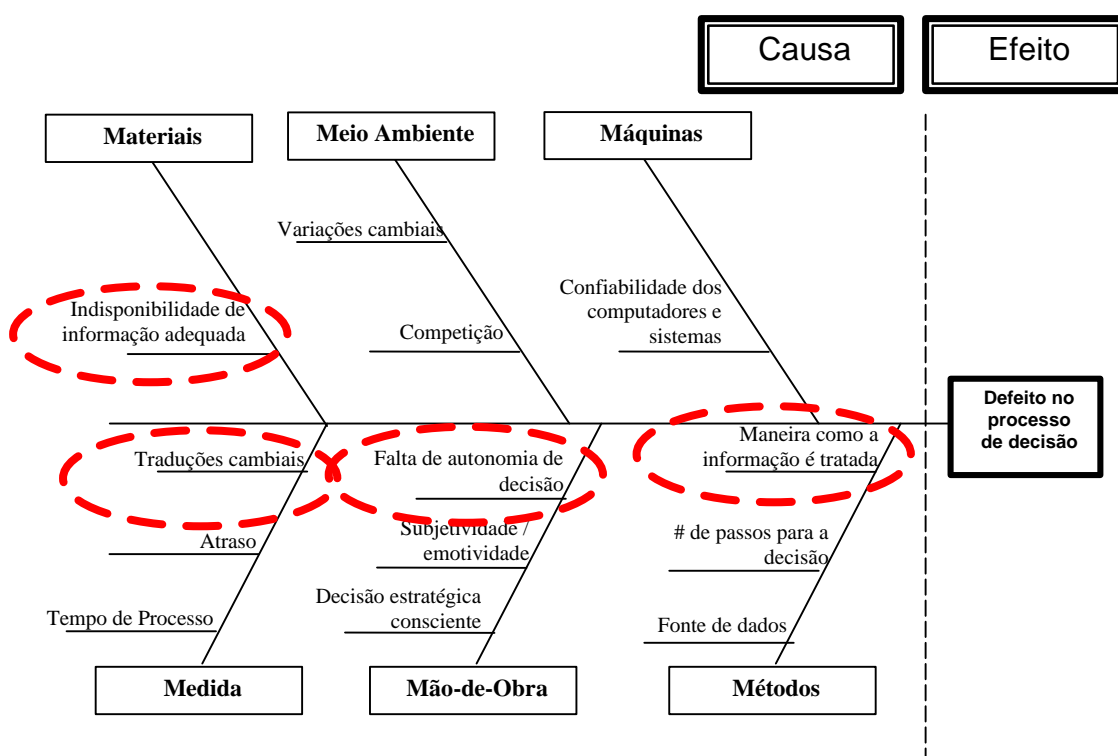 Causa
Efeito
Materiais
Meio Ambiente
Máquinas
Variações cambiais
Indisponibilidade de
informação adequada
Competição
Confiabilidade dos
computadores e
sistemas
Defeito no
processo
de decisão
Traduções cambiais
Atraso
Tempo de Processo
Falta de autonomia de
decisão
Subjetividade /
emotividade
Decisão estratégica
consciente
Maneira como a
informação é tratada
# de passos para a
decisão
Fonte de dados
Medida
Mão-de-Obra
Métodos